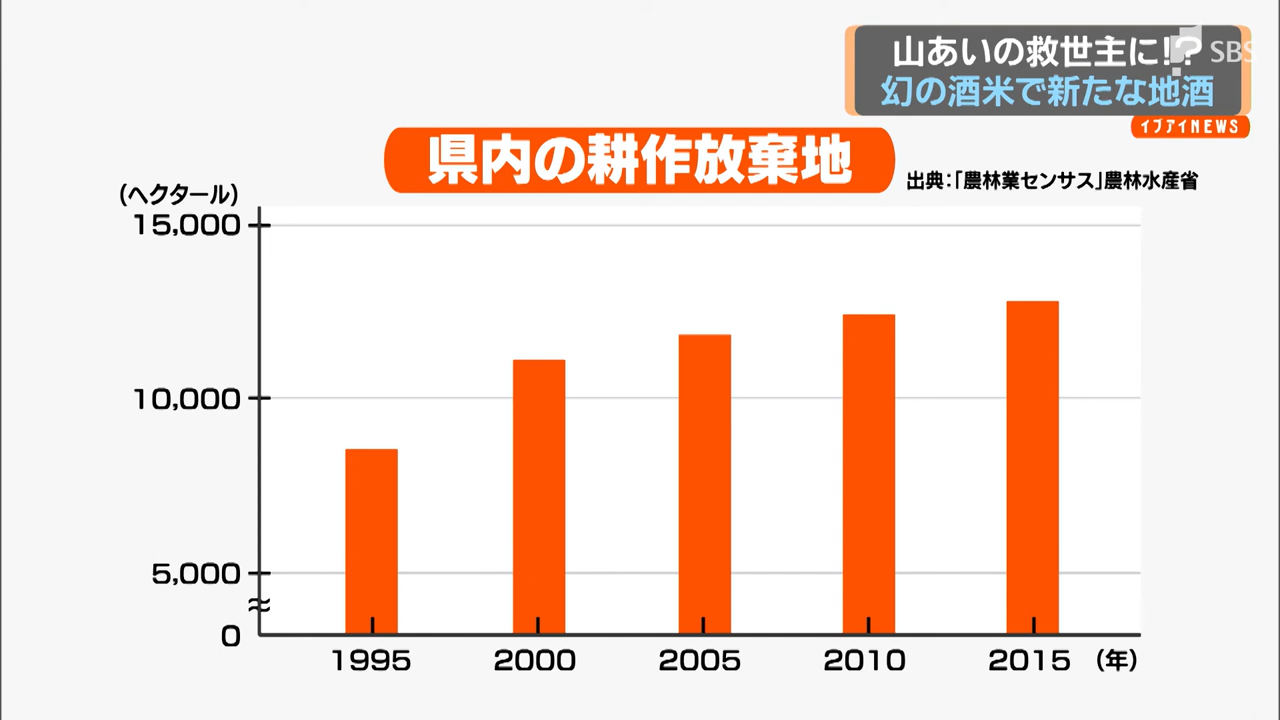 山あいの救世主に!?
SBS
幻の酒米で新たな地酒
イブアイNEWS
県内の耕作放棄地
出典:「農林業センサス」農林水産省
(ヘクタール)
15,000
10,000
5,000
0
1995 2000 2005 2010 2015 (年)